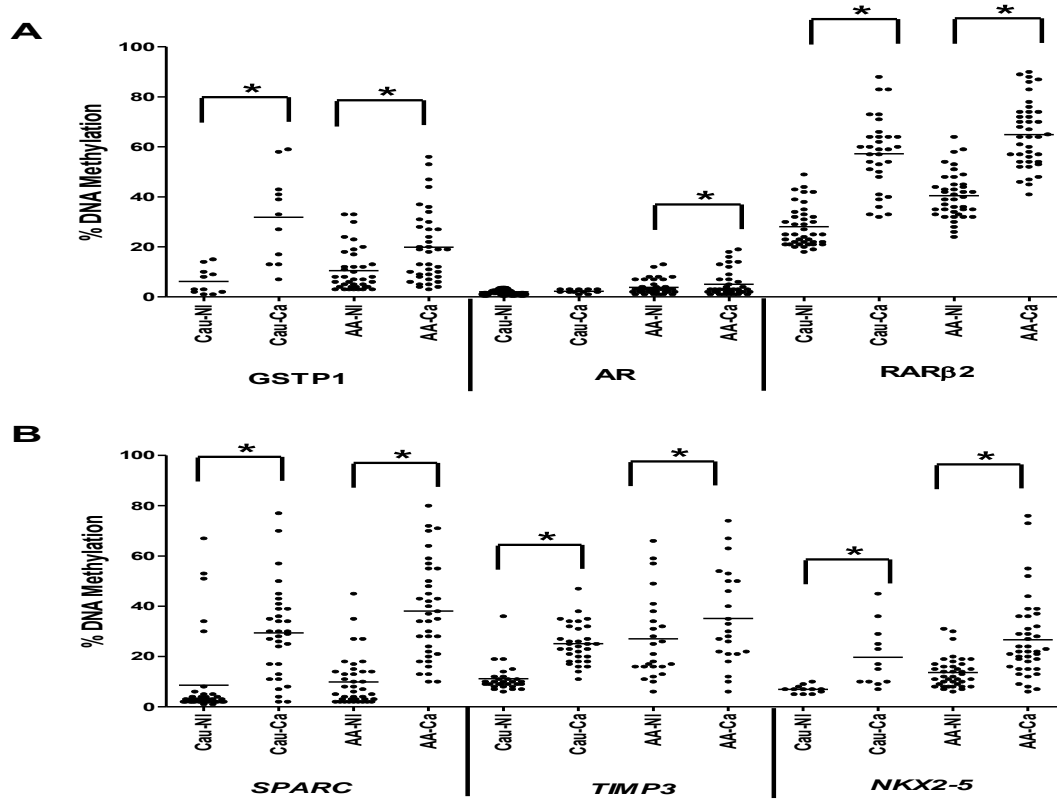 A
* *
* *
*
100
80
60
40
20
0
% DNA Methylation
Cau-Nl Cau-Ca AA-Nl AA-Ca Cau-Nl Cau-Ca AA-Nl AA-Ca Cau-Nl Cau-Ca AA-Nl AA-Ca
GSTP1 AR RARβ2
B
* * * *
* *
100
80
60
40
20
0
% DNA Methylation
Cau-Nl Cau-Ca AA-Nl AA-Ca Cau-Nl Cau-Ca AA-Nl AA-Ca Cau-Nl Cau-Ca AA-Nl AA-Ca
SPARC TIMP3 NKX2-5